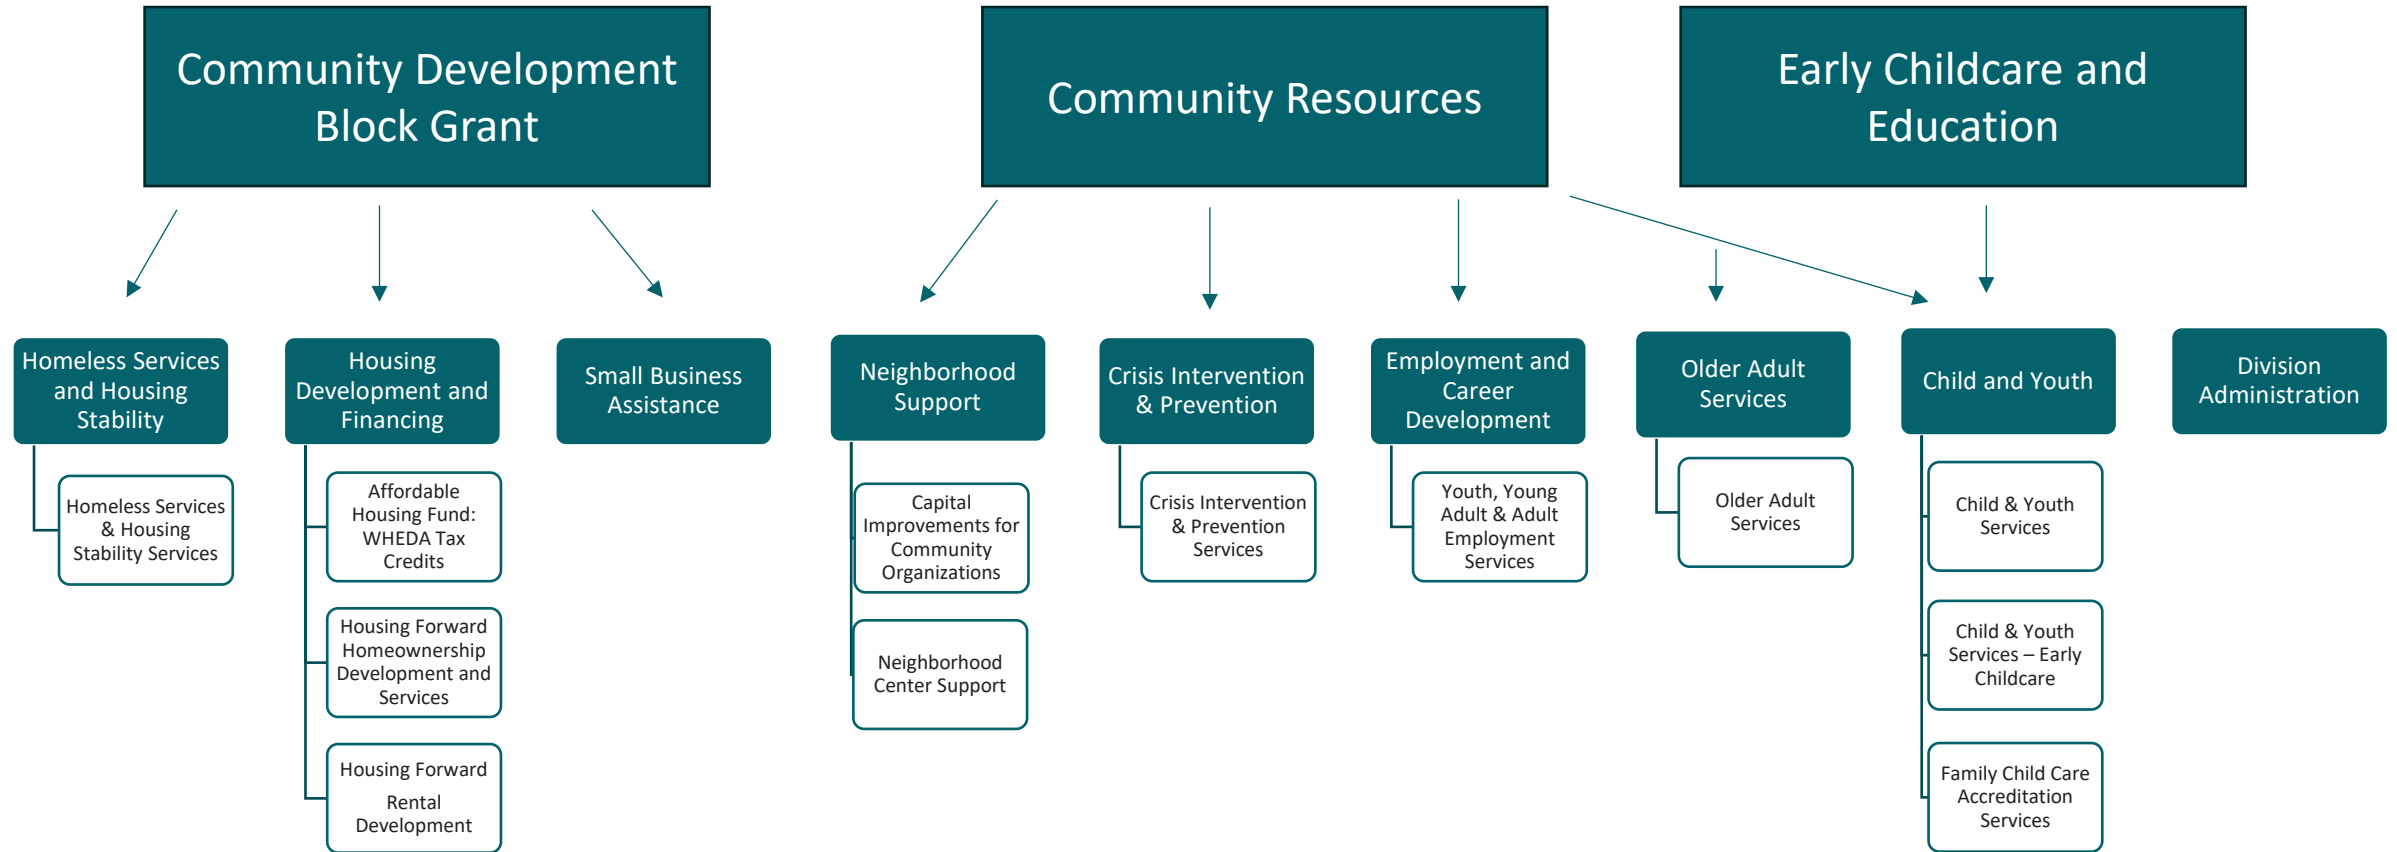 Community Development
Block Grant
Community Resources
Early Childcare and
Education
Homeless Services
and Housing
Stability
Housing
Development and
Financing
Small Business
Assistance
Neighborhood
Support
Crisis Intervention
& Prevention
Employment and
Career
Development
Older Adult
Services
Child and Youth
Division
Administration
Homeless Services
& Housing
Stability Services
Affordable
Housing Fund:
WHEDA Tax
Credits
Housing Forward
Homeownership
Development and
Services
Housing Forward
Rental
Development
Capital
Improvements for
Community
Organizations
Neighborhood
Center Support
Crisis Intervention
& Prevention
Services
Youth, Young
Adult & Adult
Employment
Services
Older Adult
Services
Child & Youth
Services
Child & Youth
Services – Early
Childcare
Family Child Care
Accreditation
Services